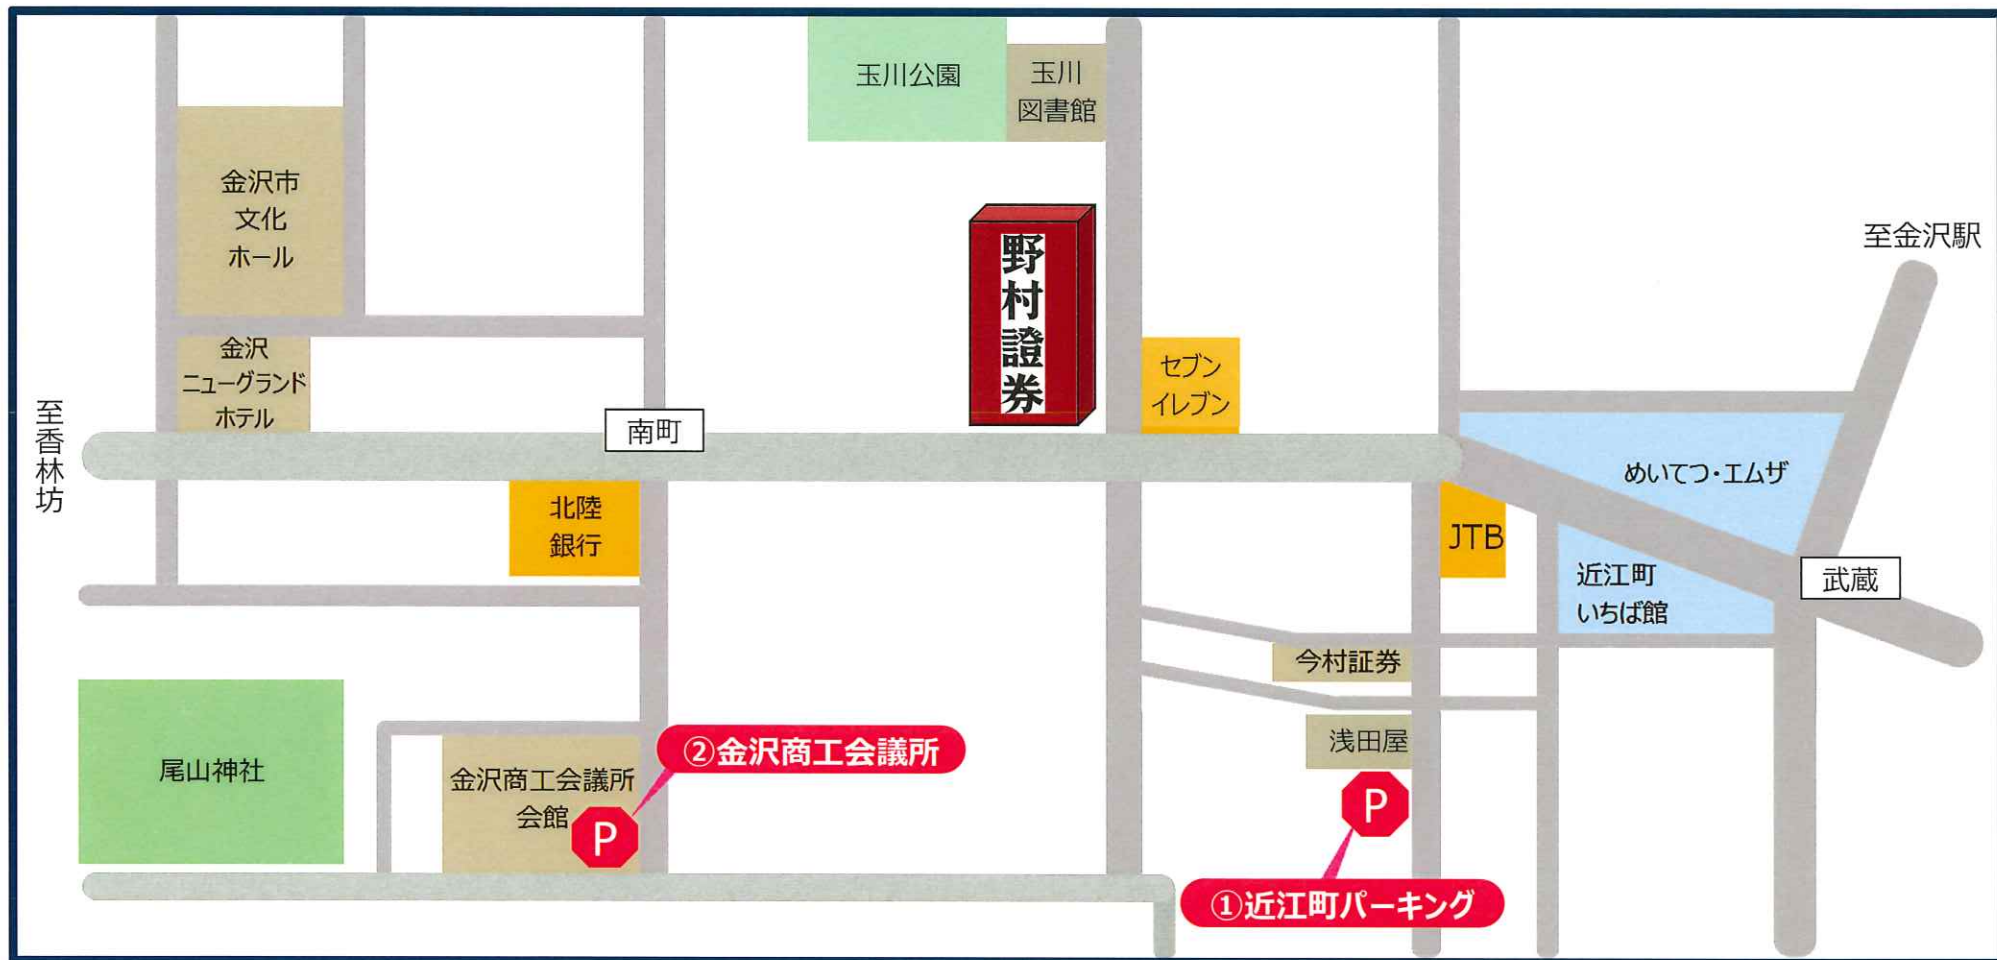 玉川公園
玉川
図書館
金沢市
文化
ホール
野村證券
至金沢駅
金沢
ニューグランド
ホテル
セブン
イレブン
至香林坊
南町
めいてつ・エムザ
北陸
銀行
JTB
近江町
いちば館
武蔵
今村証券
尾山神社
②金沢商工会議所
浅田屋
金沢商工会議所
会館
P
P
①近江町パーキング